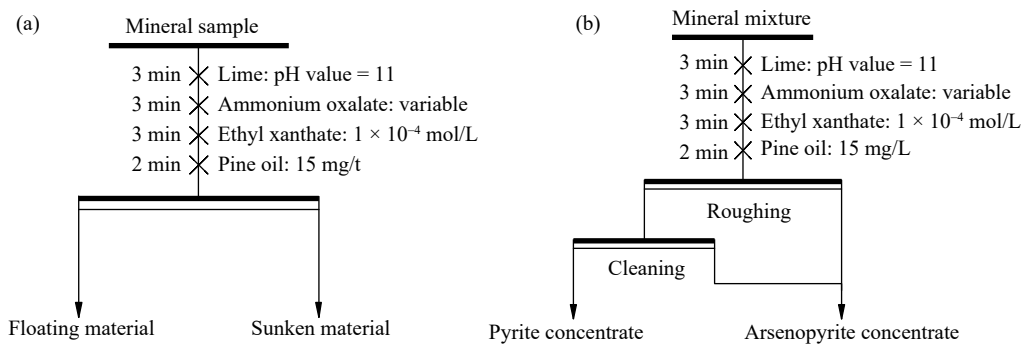 (a)
Mineral sample
3 min Lime: pH value = 11
3 min Ammonium oxalate: variable
3 min Ethyl xanthate: 1 × 10⁻⁴ mol/L
2 min Pine oil: 15 mg/t
Floating material
Sunken material
(b)
Mineral mixture
3 min Lime: pH value = 11
3 min Ammonium oxalate: variable
3 min Ethyl xanthate: 1 × 10⁻⁴ mol/L
2 min Pine oil: 15 mg/L
Roughing
Cleaning
Pyrite concentrate
Arsenopyrite concentrate